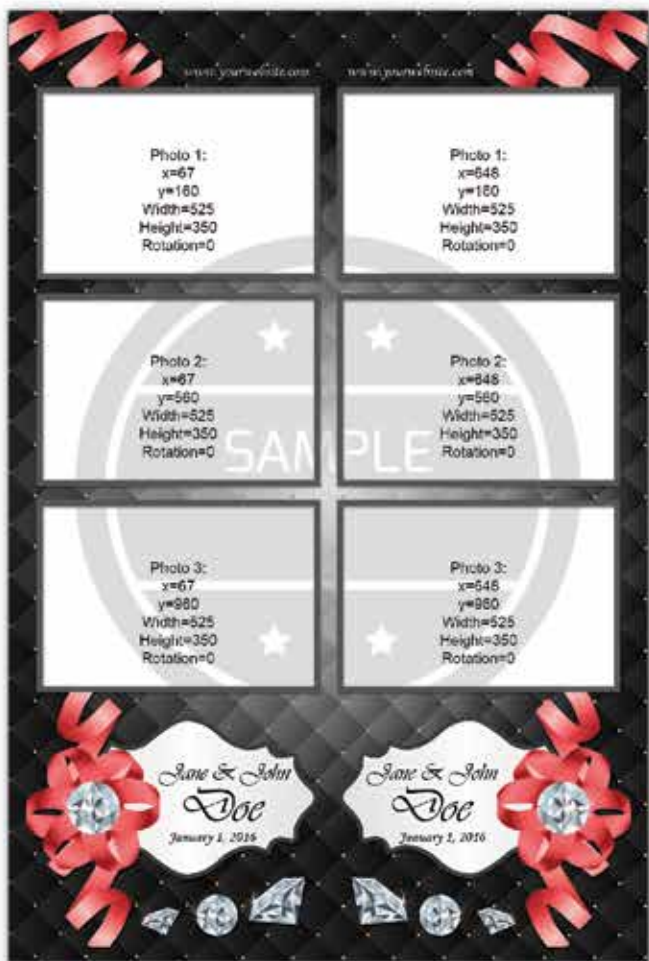 www.yourwebsite.com
www.yourwebsite.com
Photo 1:
x=67
y=160
Width=525
Height=350
Rotation=0
Photo 1:
x=648
y=160
Width=525
Height=350
Rotation=0
Photo 2:
x=67
y=560
Width=525
Height=350
Rotation=0
Photo 2:
x=648
y=560
Width=525
Height=350
Rotation=0
SAMPLE
Photo 3:
x=67
y=960
Width=525
Height=350
Rotation=0
Photo 3:
x=648
y=960
Width=525
Height=350
Rotation=0
Jane & John
Doe
January 1, 2016
Jane & John
Doe
January 1, 2016